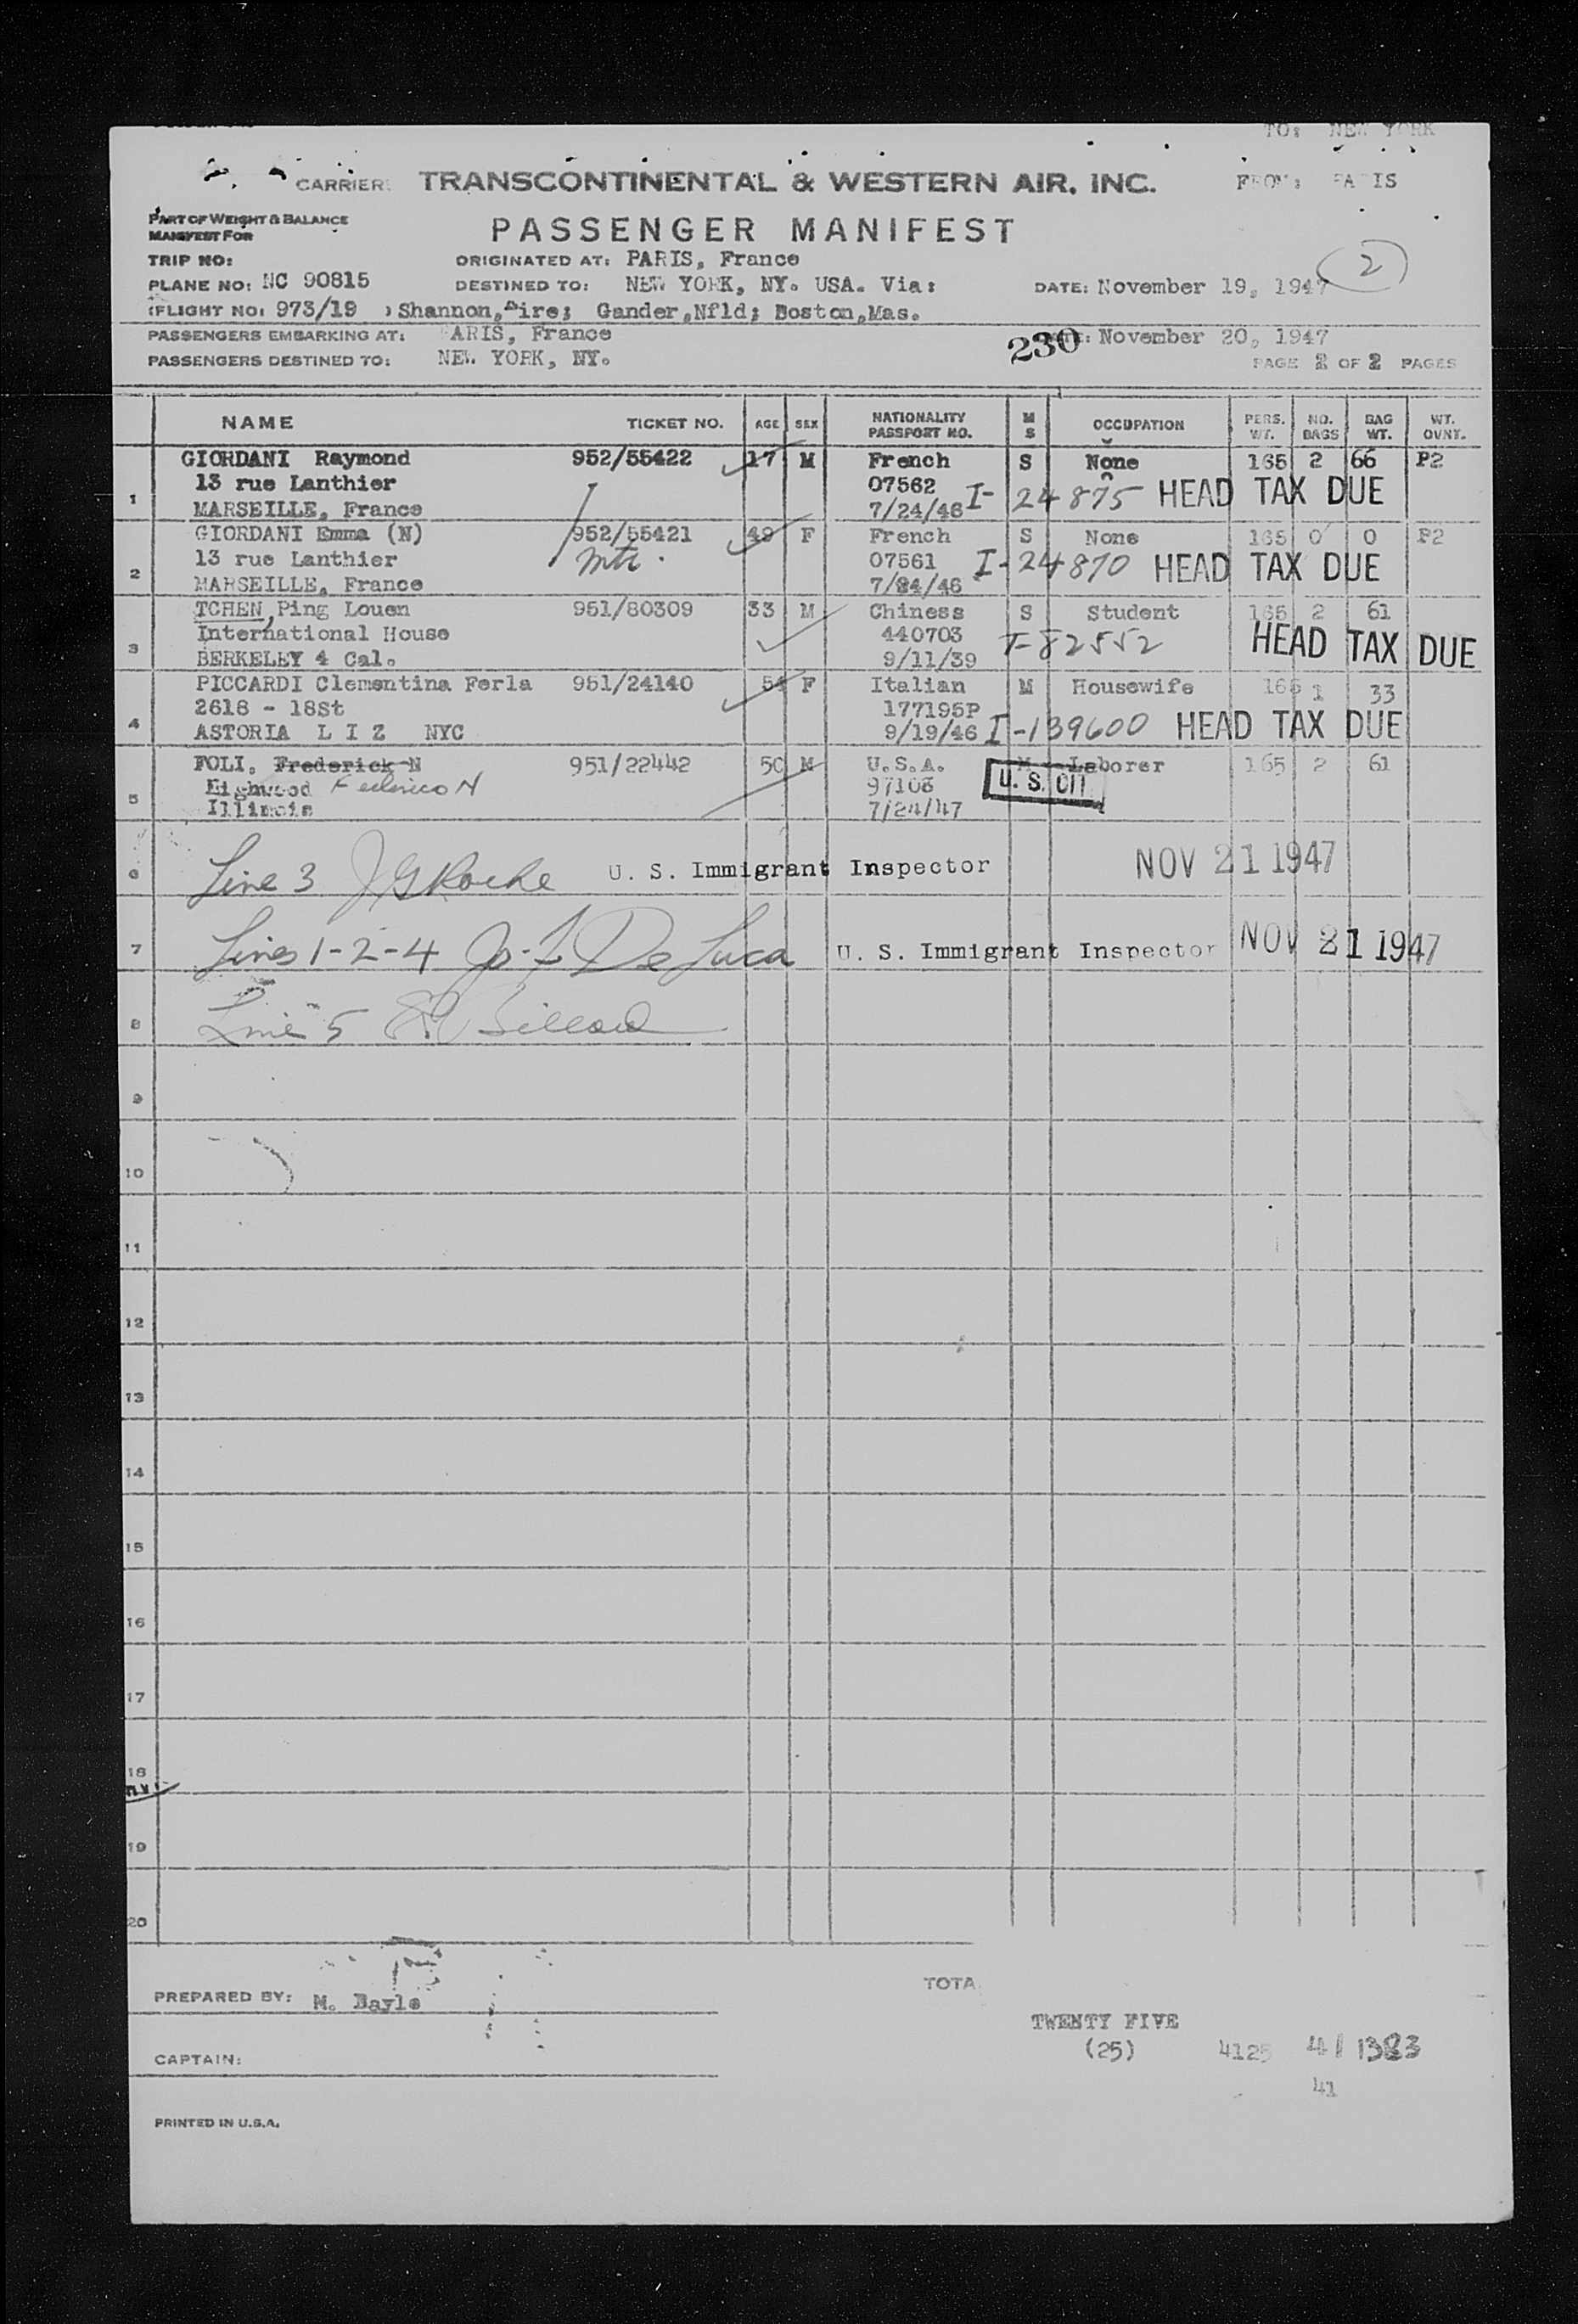 TO: NEW YORK
CARRIER: TRANSCONTINENTAL & WESTERN AIR, INC. FROM: PARIS
PART OF WEIGHT & BALANCE
MANIFEST FOR
PASSENGER MANIFEST
2
TRIP NO: ORIGINATED AT: PARIS, France
PLANE NO: NC 90815 DESTINED TO: NEW YORK, NY. USA. Via: DATE: November 19, 1947
(FLIGHT NO: 973/19 ) Shannon, Eire; Gander,Nfld; Boston,Mas.
PASSENGERS EMBARKING AT: PARIS, France 230 November 20, 1947
PASSENGERS DESTINED TO: NEW YORK, NY. PAGE 2 OF 2 PAGES
NAME TICKET NO. AGE SEX NATIONALITY PASSPORT NO. M S OCCUPATION PERS. WT. NO. BAGS BAG WT. WT. OVNT.
GIORDANI Raymond 952/55422 17 M French S None 165 2 66 P2
13 rue Lanthier 07562 I-24875 HEAD TAX DUE
1 MARSEILLE, France 7/24/46
GIORDANI Emma (N) 952/55421 49 F French S None 165 0 0 P2
13 rue Lanthier mtr. 07561 I-24870 HEAD TAX DUE
2 MARSEILLE, France 7/24/46
TCHEN, Ping Louen 951/80309 33 M Chiness S Student 165 2 61
International House 440703 I-82552 HEAD TAX DUE
3 BERKELEY 4 Cal. 9/11/39
PICCARDI Clementina Ferla 951/24140 54 F Italian M Housewife 165 1 33
2618 - 18St 177195P
4 ASTORIA L I Z NYC 9/19/46 I-139600 HEAD TAX DUE
FOLI, Frederick N 951/22442 50 M U.S.A. M Laborer 165 2 61
Highwood Federico N 97103 U. S. CIT.
5 Illinois 7/24/47
6 Line 3 J G Roche U. S. Immigrant Inspector NOV 21 1947
7 Lines 1-2-4 Jo. F. De Luca U. S. Immigrant Inspector NOV 21 1947
8 Line 5
9
10
11
12
13
14
15
16
17
18
19
20
PREPARED BY: M. Bayle TOTA
TWENTY FIVE
CAPTAIN: (25) 4125 41 1383
41
PRINTED IN U.S.A.